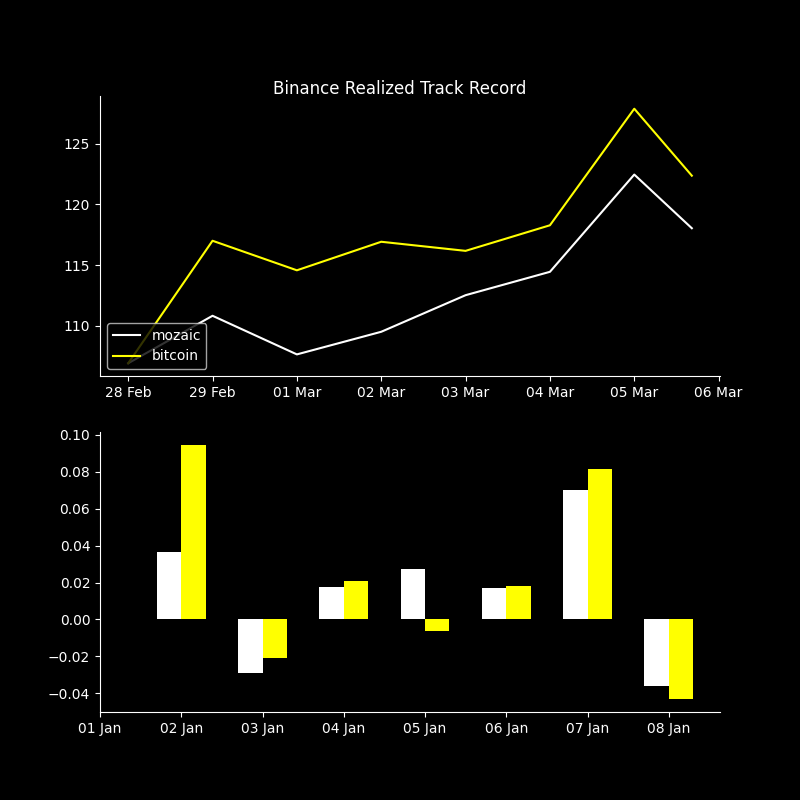 Binance Realized Track Record
125
120
115
110
mozaic
bitcoin
28 Feb 29 Feb 01 Mar 02 Mar 03 Mar 04 Mar 05 Mar 06 Mar
0.10
0.08
0.06
0.04
0.02
0.00
−0.02
−0.04
01 Jan 02 Jan 03 Jan 04 Jan 05 Jan 06 Jan 07 Jan 08 Jan